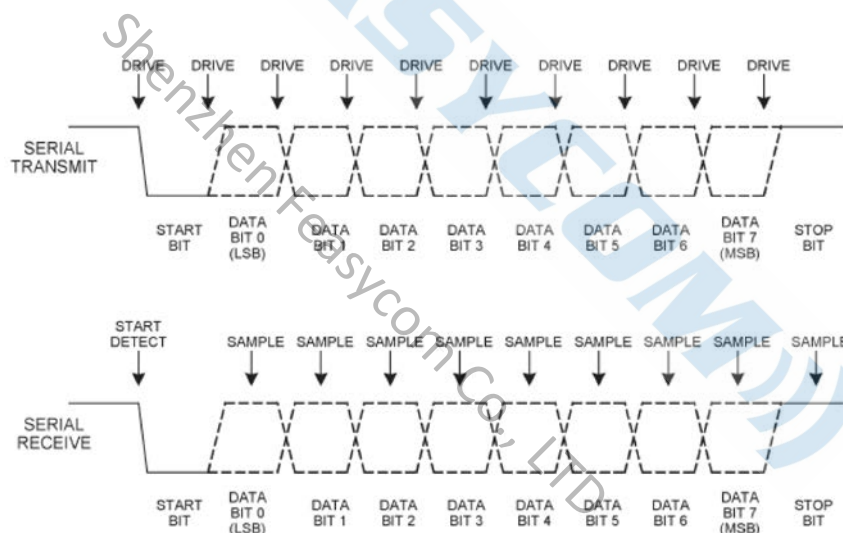 DRIVE DRIVE DRIVE DRIVE DRIVE DRIVE DRIVE DRIVE DRIVE DRIVE
SERIAL
TRANSMIT
START
BIT
DATA
BIT 0
(LSB)
DATA
BIT 1
DATA
BIT 2
DATA
BIT 3
DATA
BIT 4
DATA
BIT 5
DATA
BIT 6
DATA
BIT 7
(MSB)
STOP
BIT
START
DETECT
SAMPLE SAMPLE SAMPLE SAMPLE SAMPLE SAMPLE SAMPLE SAMPLE SAMPLE
SERIAL
RECEIVE
START
BIT
DATA
BIT 0
(LSB)
DATA
BIT 1
DATA
BIT 2
DATA
BIT 3
DATA
BIT 4
DATA
BIT 5
DATA
BIT 6
DATA
BIT 7
(MSB)
STOP
BIT
Shenzhen Feasycom Co., LTD
ASYCOM